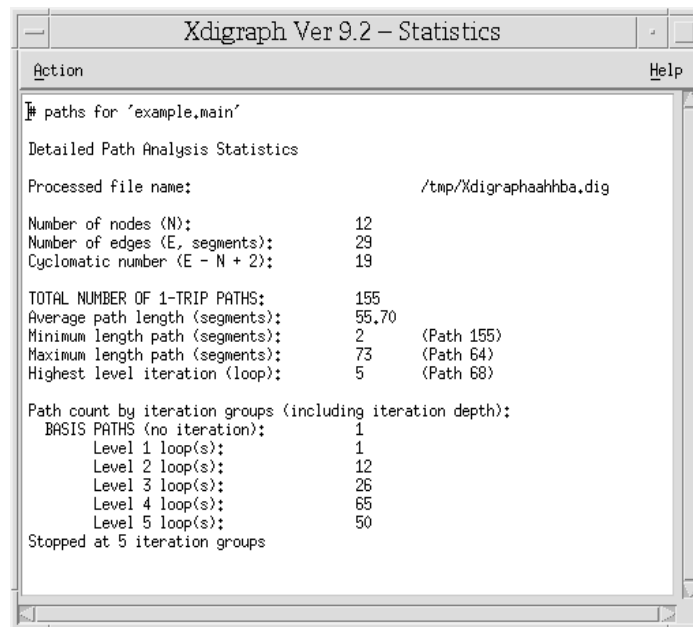 Xdigraph Ver 9.2 – Statistics
Action Help
# paths for 'example.main'
Detailed Path Analysis Statistics
Processed file name: /tmp/Xdigraphaahhba.dig
Number of nodes (N): 12
Number of edges (E, segments): 29
Cyclomatic number (E - N + 2): 19
TOTAL NUMBER OF 1-TRIP PATHS: 155
Average path length (segments): 55.70
Minimum length path (segments): 2 (Path 155)
Maximum length path (segments): 73 (Path 64)
Highest level iteration (loop): 5 (Path 68)
Path count by iteration groups (including iteration depth):
BASIS PATHS (no iteration): 1
Level 1 loop(s): 1
Level 2 loop(s): 12
Level 3 loop(s): 26
Level 4 loop(s): 65
Level 5 loop(s): 50
Stopped at 5 iteration groups